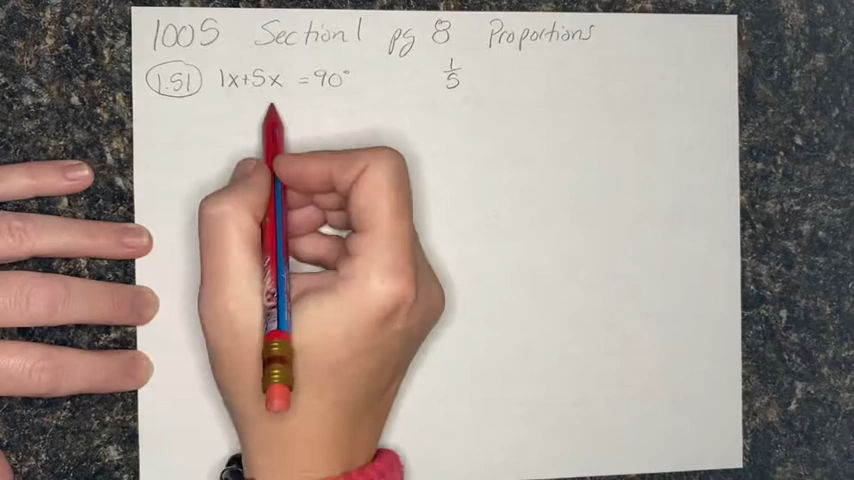 1005 Section 1 pg 8 Proportions
1.51 1x+5x = 90° 1/5